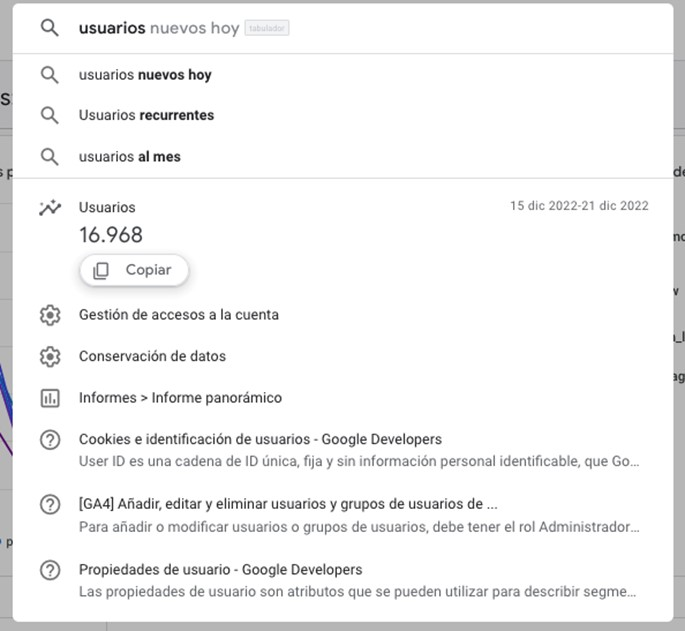 usuarios nuevos hoy tabulador
usuarios nuevos hoy
Usuarios recurrentes
usuarios al mes
Usuarios
15 dic 2022-21 dic 2022
16.968
Copiar
Gestión de accesos a la cuenta
Conservación de datos
Informes > Informe panorámico
Cookies e identificación de usuarios - Google Developers
User ID es una cadena de ID única, fija y sin información personal identificable, que Go...
[GA4] Añadir, editar y eliminar usuarios y grupos de usuarios de ...
Para añadir o modificar usuarios o grupos de usuarios, debe tener el rol Administrador...
Propiedades de usuario - Google Developers
Las propiedades de usuario son atributos que se pueden utilizar para describir segme...